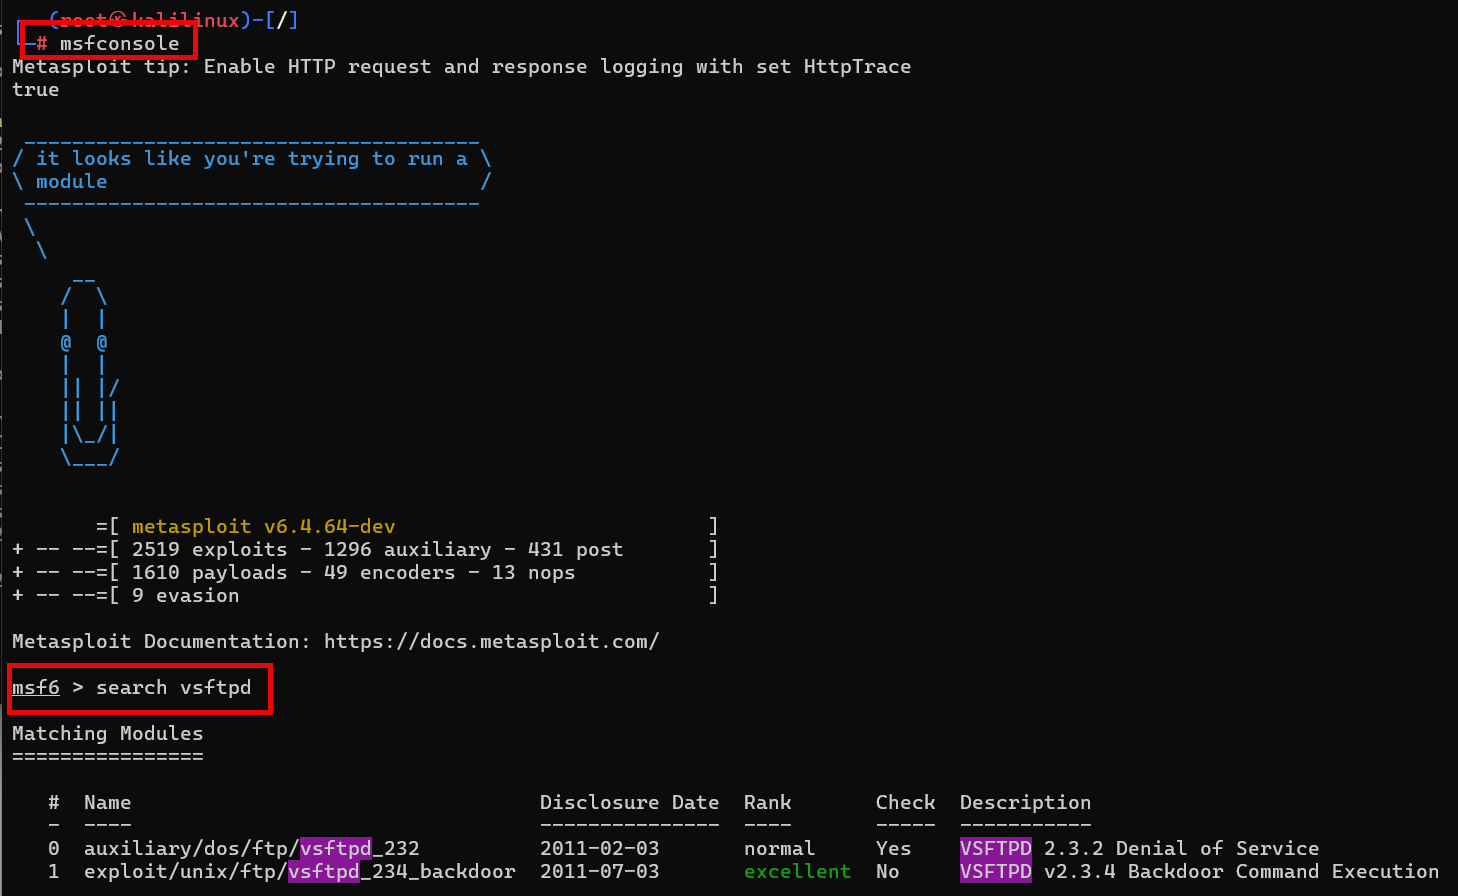 (root㉿kalilinux)-[/]
# msfconsole
Metasploit tip: Enable HTTP request and response logging with set HttpTrace
true
/ it looks like you're trying to run a \
\ module /
\
\
__
/  \
|  |
@  @
|  |
|| |/
|| ||
|\_/|
\___/
=[ metasploit v6.4.64-dev ]
+ -- --=[ 2519 exploits - 1296 auxiliary - 431 post ]
+ -- --=[ 1610 payloads - 49 encoders - 13 nops ]
+ -- --=[ 9 evasion ]
Metasploit Documentation: https://docs.metasploit.com/
msf6 > search vsftpd
Matching Modules
================
# Name Disclosure Date Rank Check Description
- ---- --------------- ---- ----- -----------
0 auxiliary/dos/ftp/vsftpd_232 2011-02-03 normal Yes VSFTPD 2.3.2 Denial of Service
1 exploit/unix/ftp/vsftpd_234_backdoor 2011-07-03 excellent No VSFTPD v2.3.4 Backdoor Command Execution